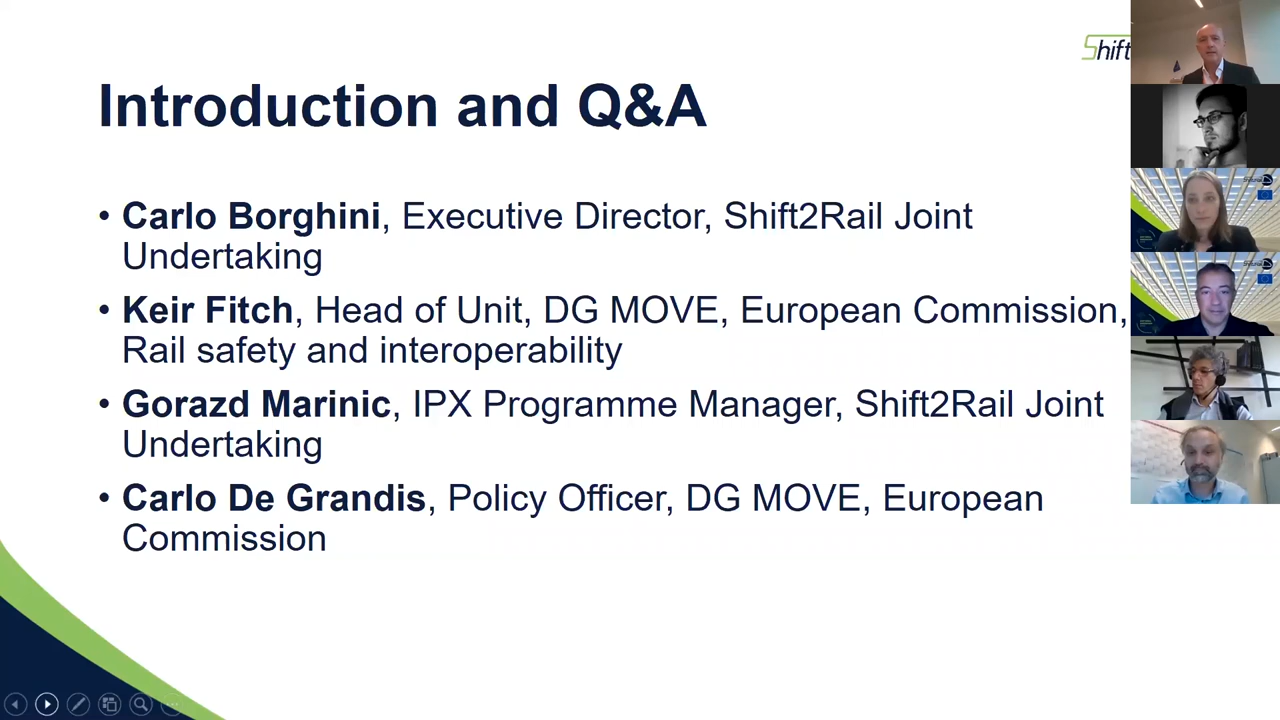 Shift
Introduction and Q&A
• Carlo Borghini, Executive Director, Shift2Rail Joint
Undertaking
• Keir Fitch, Head of Unit, DG MOVE, European Commission,
Rail safety and interoperability
• Gorazd Marinic, IPX Programme Manager, Shift2Rail Joint
Undertaking
• Carlo De Grandis, Policy Officer, DG MOVE, European
Commission